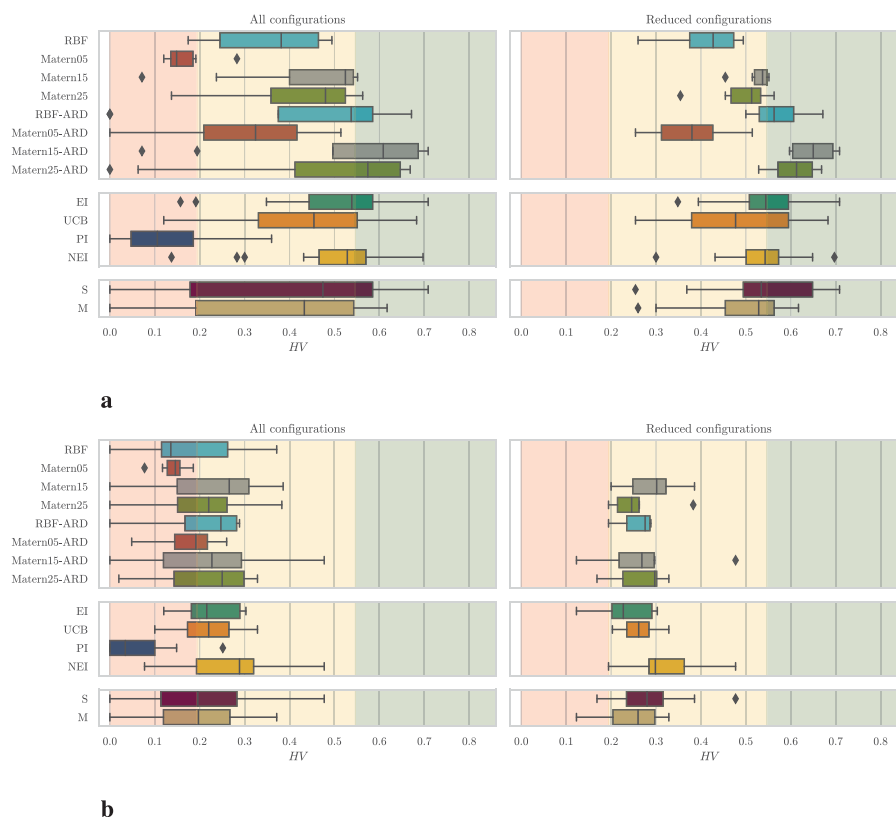 All configurations
Reduced configurations
RBF
Matern05
Matern15
Matern25
RBF-ARD
Matern05-ARD
Matern15-ARD
Matern25-ARD
EI
UCB
PI
NEI
S
M
0.0 0.1 0.2 0.3 0.4 0.5 0.6 0.7 0.8
HV
0.0 0.1 0.2 0.3 0.4 0.5 0.6 0.7 0.8
HV
a
All configurations
Reduced configurations
RBF
Matern05
Matern15
Matern25
RBF-ARD
Matern05-ARD
Matern15-ARD
Matern25-ARD
EI
UCB
PI
NEI
S
M
0.0 0.1 0.2 0.3 0.4 0.5 0.6 0.7 0.8
HV
0.0 0.1 0.2 0.3 0.4 0.5 0.6 0.7 0.8
HV
b